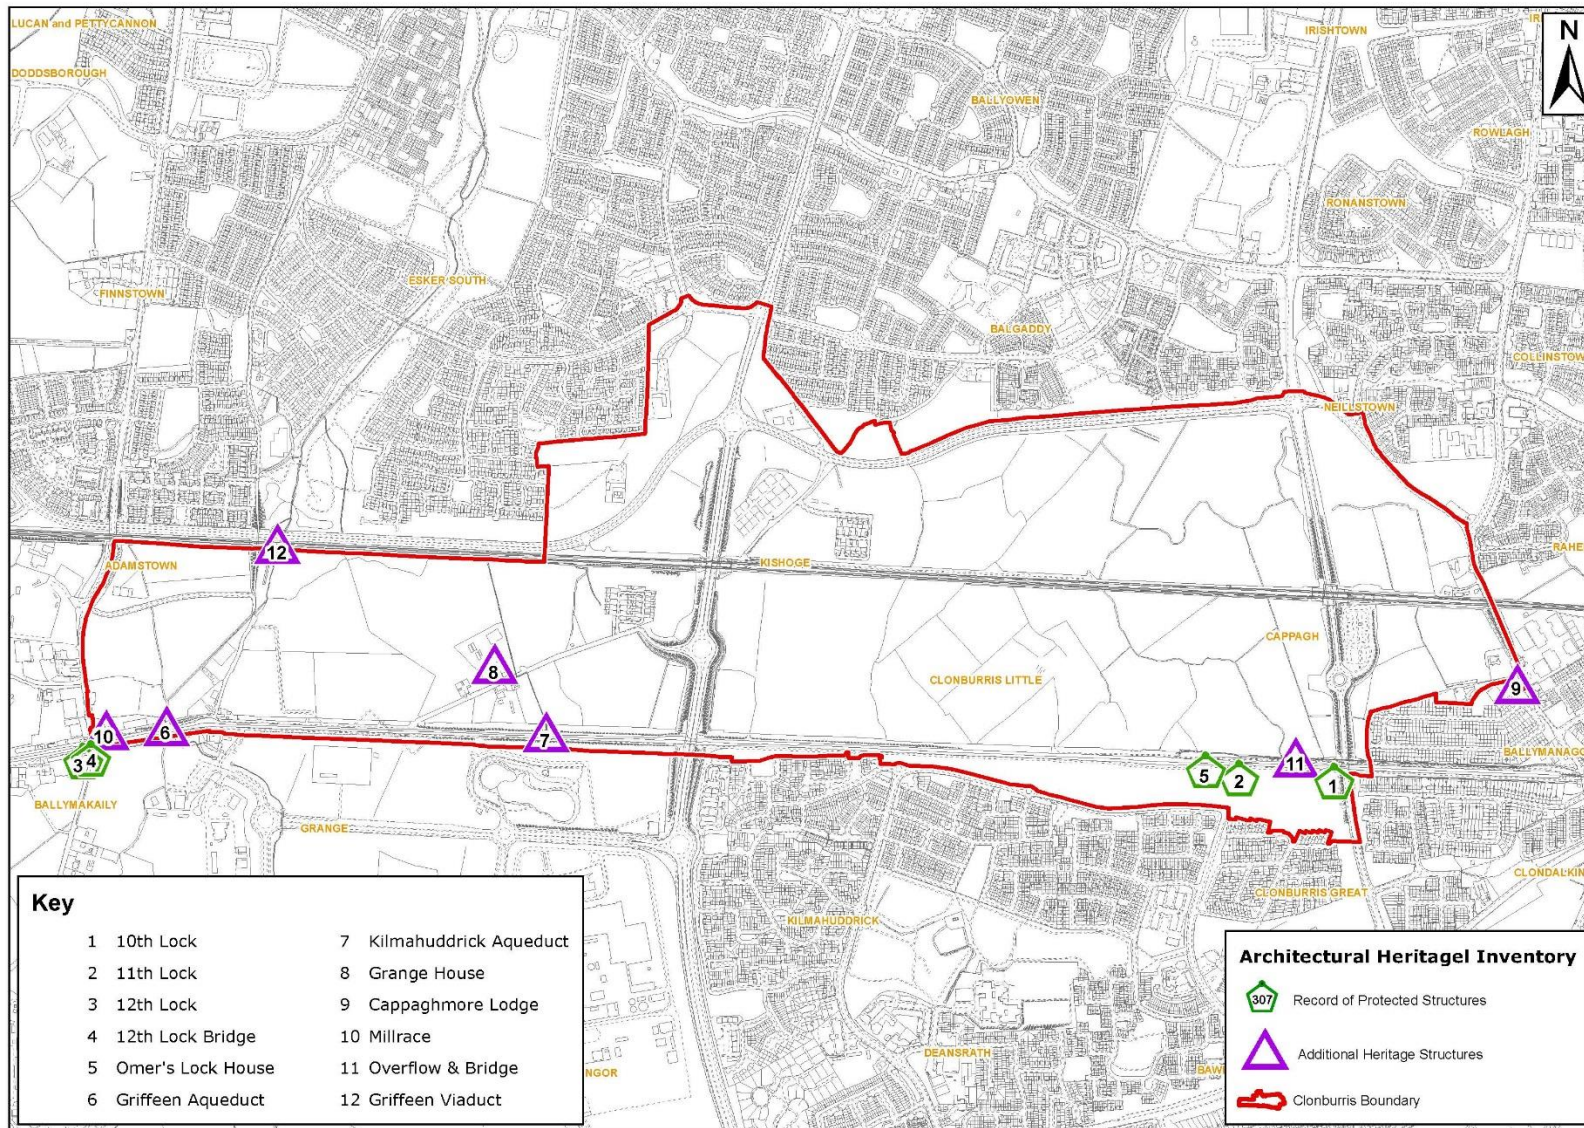 LUCAN and PETTYCANNON
IRISHTOWN
N
DODDSBOROUGH
BALLYOWEN
ROWLAGH
RONANSTOWN
ESKER SOUTH
FINNSTOWN
BALGADDY
COLLINSTOW
NEILLSTOWN
12
RAHE
ADAMSTOWN
KISHOGE
CAPPAGH
8
CLONBURRIS LITTLE
9
10
6
7
3
4
5
2
11
1
BALLYMANAGG
BALLYMAKAILY
GRANGE
CLONDALKIN
CLONBURRIS GREAT
KILMAHUDDRICK
DEANSRATH
NGOR
BAW
Key
1 10th Lock
2 11th Lock
3 12th Lock
4 12th Lock Bridge
5 Omer's Lock House
6 Griffeen Aqueduct
7 Kilmahuddrick Aqueduct
8 Grange House
9 Cappaghmore Lodge
10 Millrace
11 Overflow & Bridge
12 Griffeen Viaduct
Architectural Heritagel Inventory
307 Record of Protected Structures
Additional Heritage Structures
Clonburris Boundary